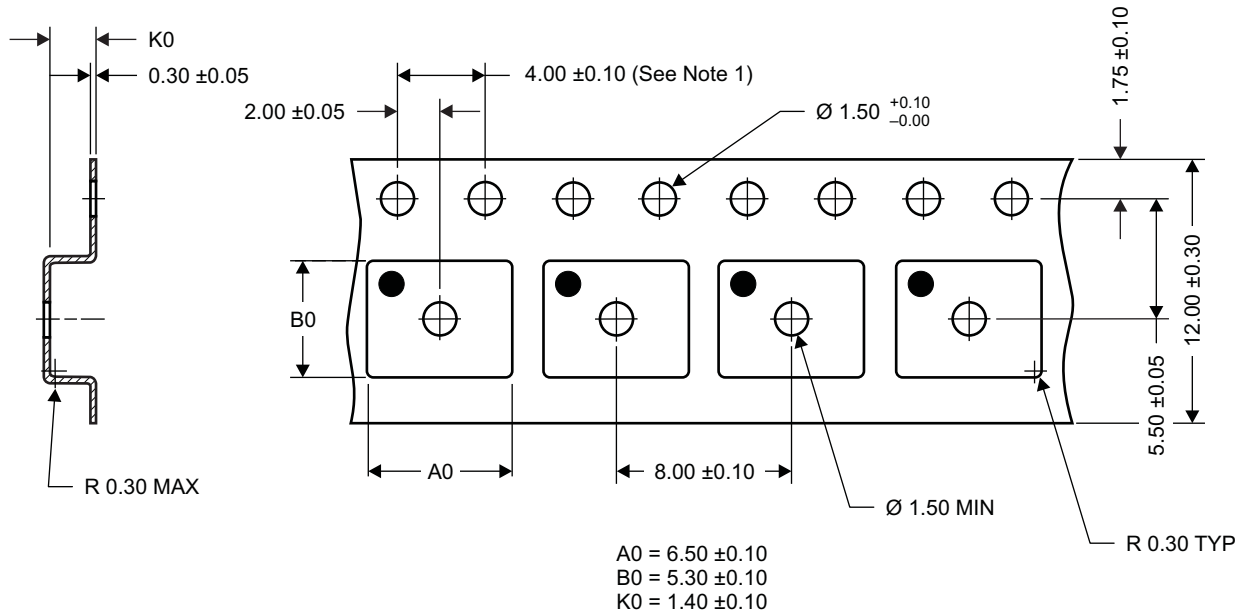 K0
0.30 ±0.05
4.00 ±0.10 (See Note 1)
2.00 ±0.05
Ø 1.50 +0.10 –0.00
1.75 ±0.10
B0
12.00 ±0.30
5.50 ±0.05
A0
8.00 ±0.10
R 0.30 MAX
Ø 1.50 MIN
R 0.30 TYP
A0 = 6.50 ±0.10
B0 = 5.30 ±0.10
K0 = 1.40 ±0.10